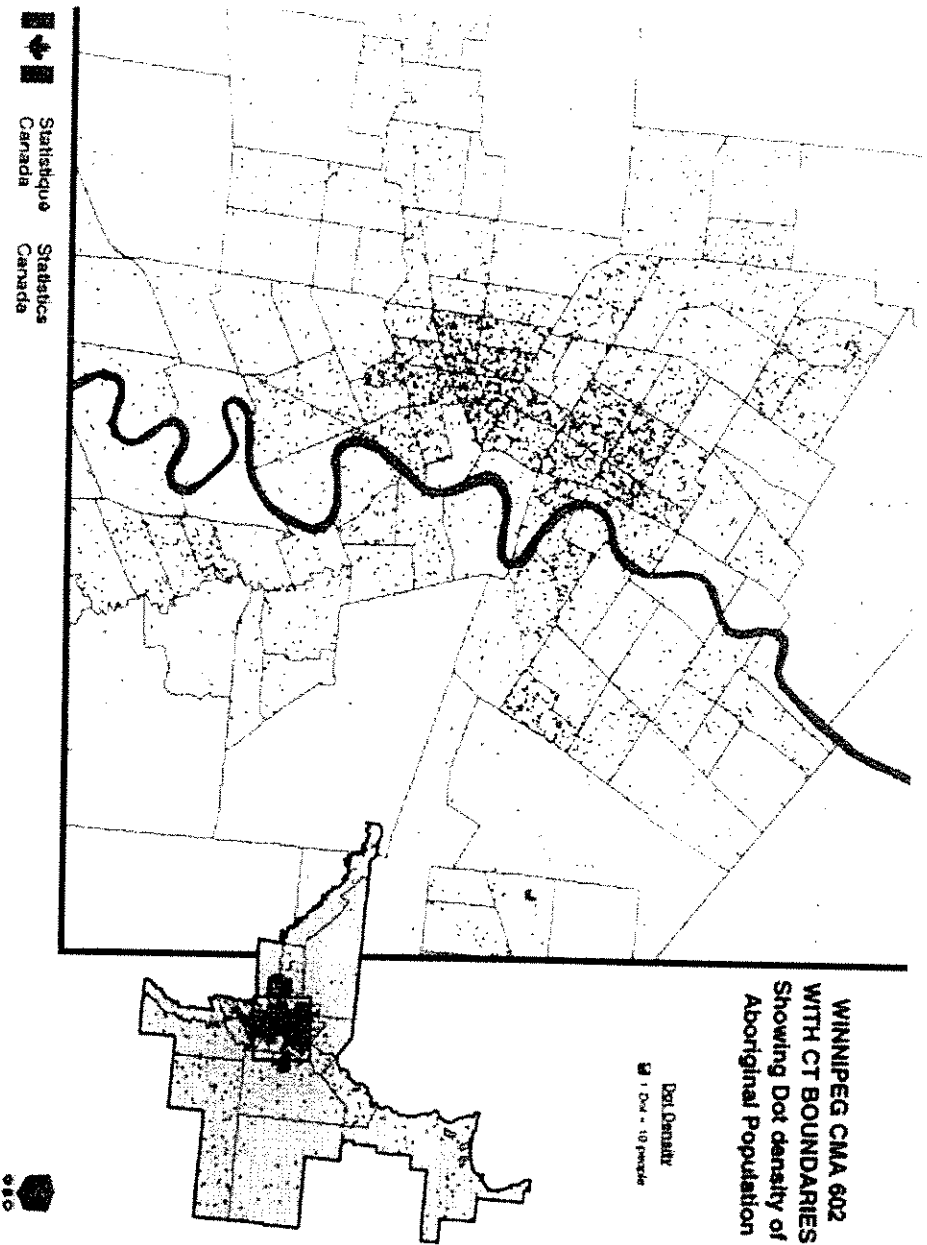 WINNIPEG CMA 602
WITH CT BOUNDARIES
Showing Dot density of
Aboriginal Population
Dot Density
1 Dot = 10 people
Statistique Statistics
Canada Canada